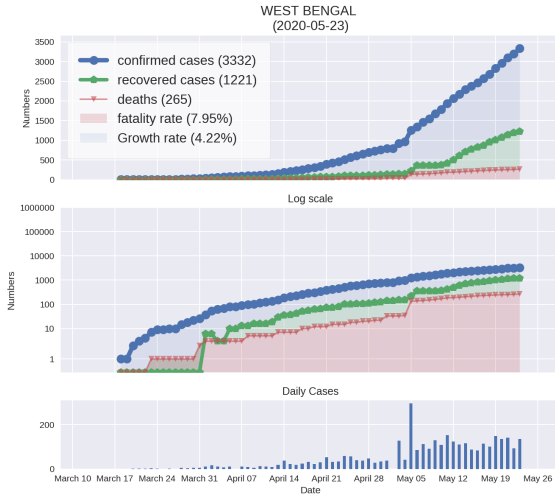 WEST BENGAL
(2020-05-23)
3500
3000
2500
2000
1500
1000
500
0
Numbers
confirmed cases (3332)
recovered cases (1221)
deaths (265)
fatality rate (7.95%)
Growth rate (4.22%)
Log scale
1000000
100000
10000
1000
100
10
1
Numbers
Daily Cases
200
0
March 10 March 17 March 24 March 31 April 07 April 14 April 21 April 28 May 05 May 12 May 19 May 26
Date